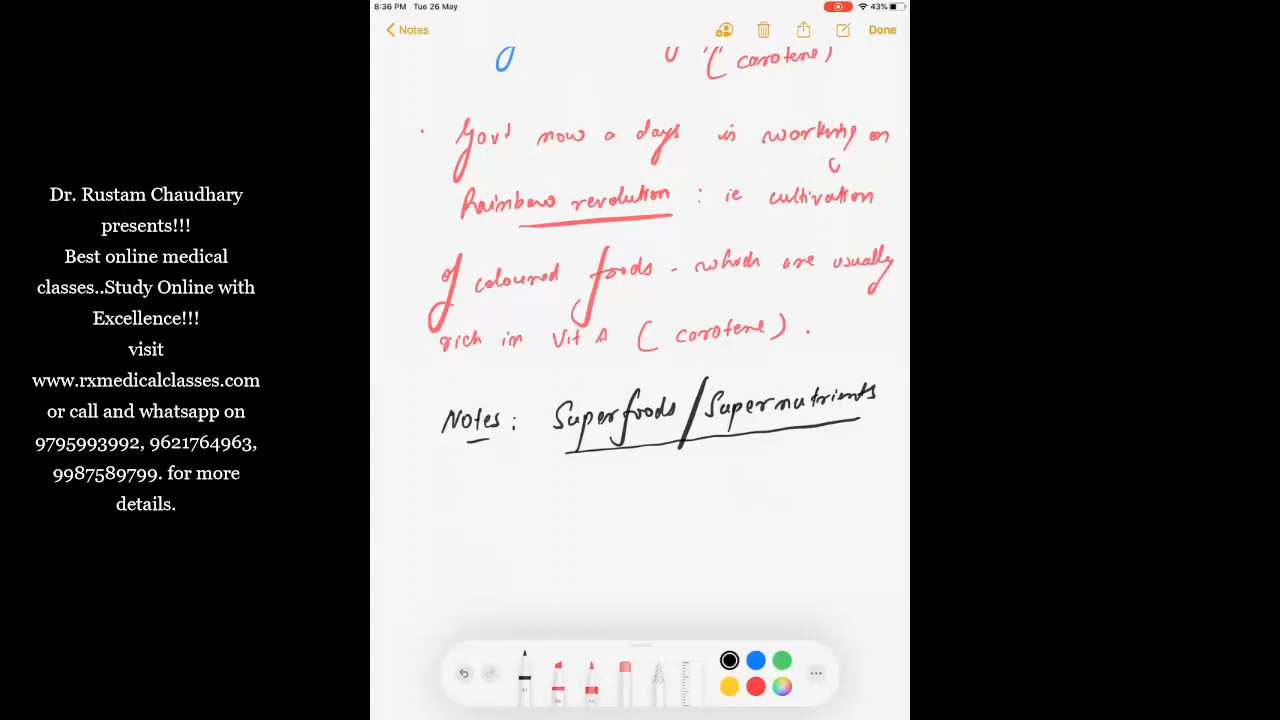 8:36 PM Tue 26 May
43%
Notes
Done
(carotene)
Govt now a days is working on
Rainbow revolution : ie cultivation
of coloured foods - which are usually
rich in Vit A (carotene).
Notes: Superfoods/Supernutrients
Dr. Rustam Chaudhary
presents!!!
Best online medical
classes..Study Online with
Excellence!!!
visit
www.rxmedicalclasses.com
or call and whatsapp on
9795993992, 9621764963,
9987589799. for more
details.